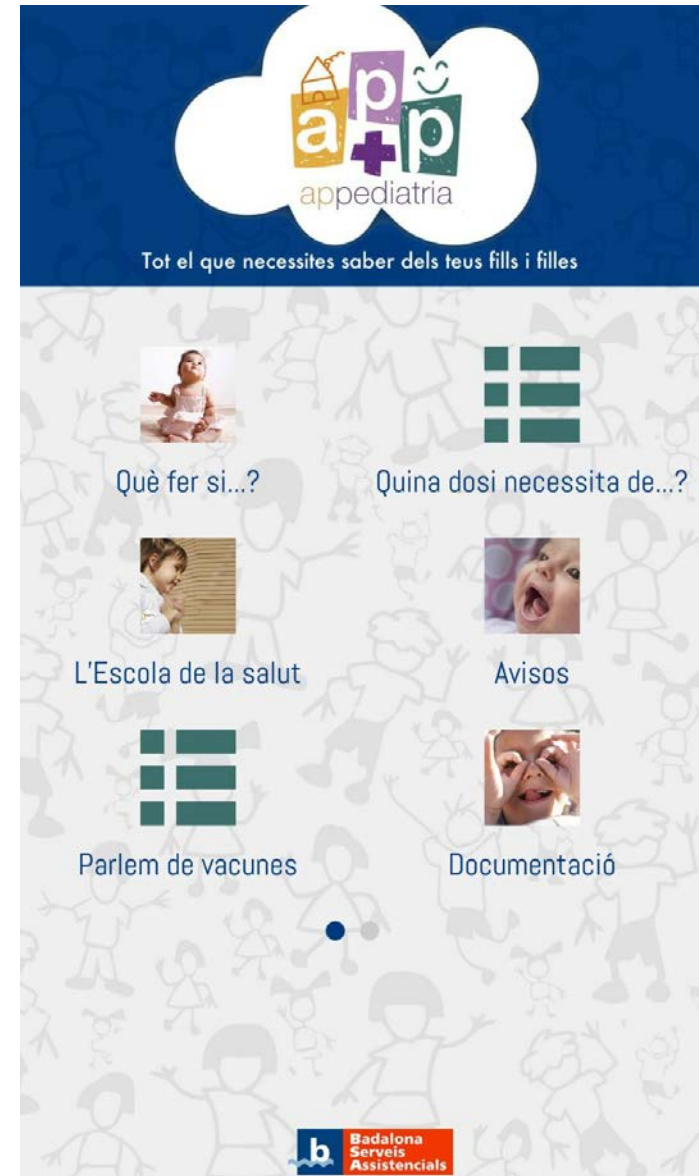 app
appediatria
Tot el que necessites saber dels teus fills i filles
Què fer si...?
Quina dosi necessita de...?
L'Escola de la salut
Avisos
Parlem de vacunes
Documentació
b
Badalona
Serveis
Assistencials